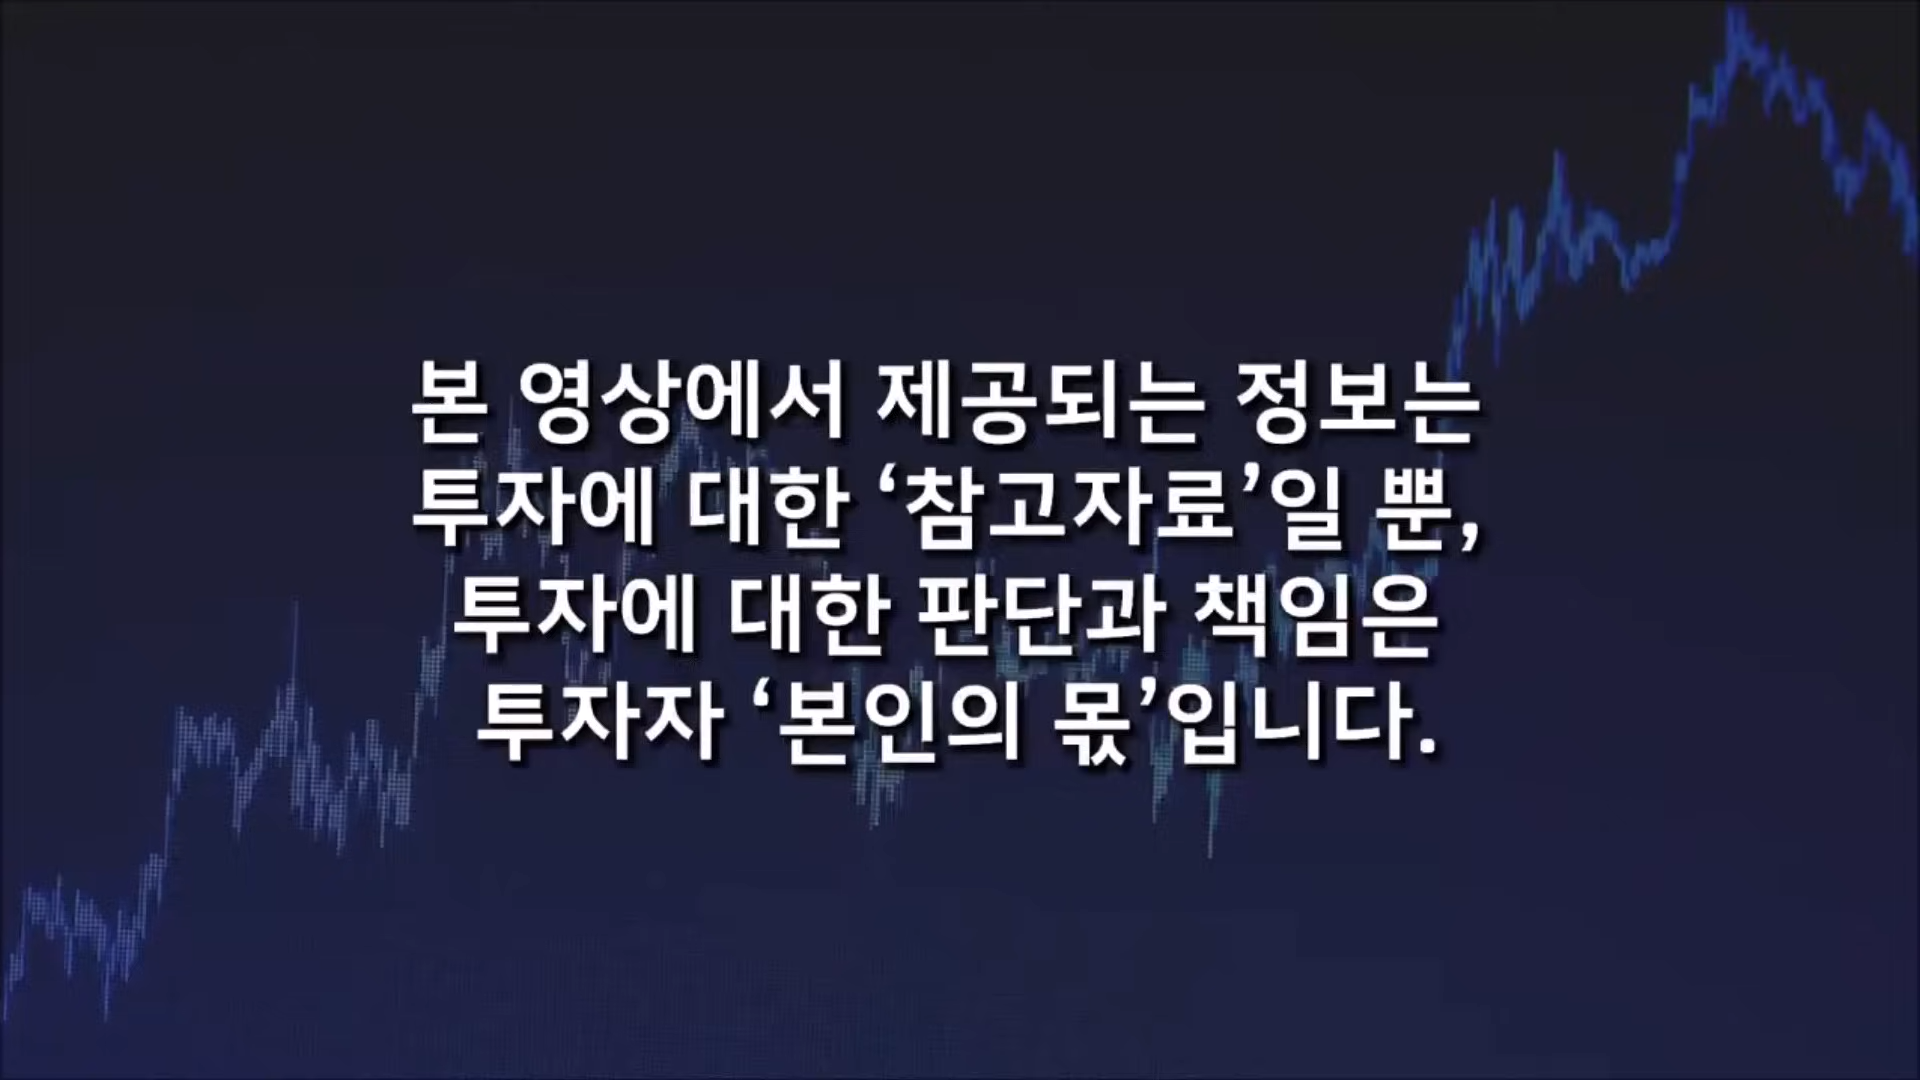 본 영상에서 제공되는 정보는
투자에 대한 ‘참고자료’일 뿐,
투자에 대한 판단과 책임은
투자자 ‘본인의 몫’입니다.